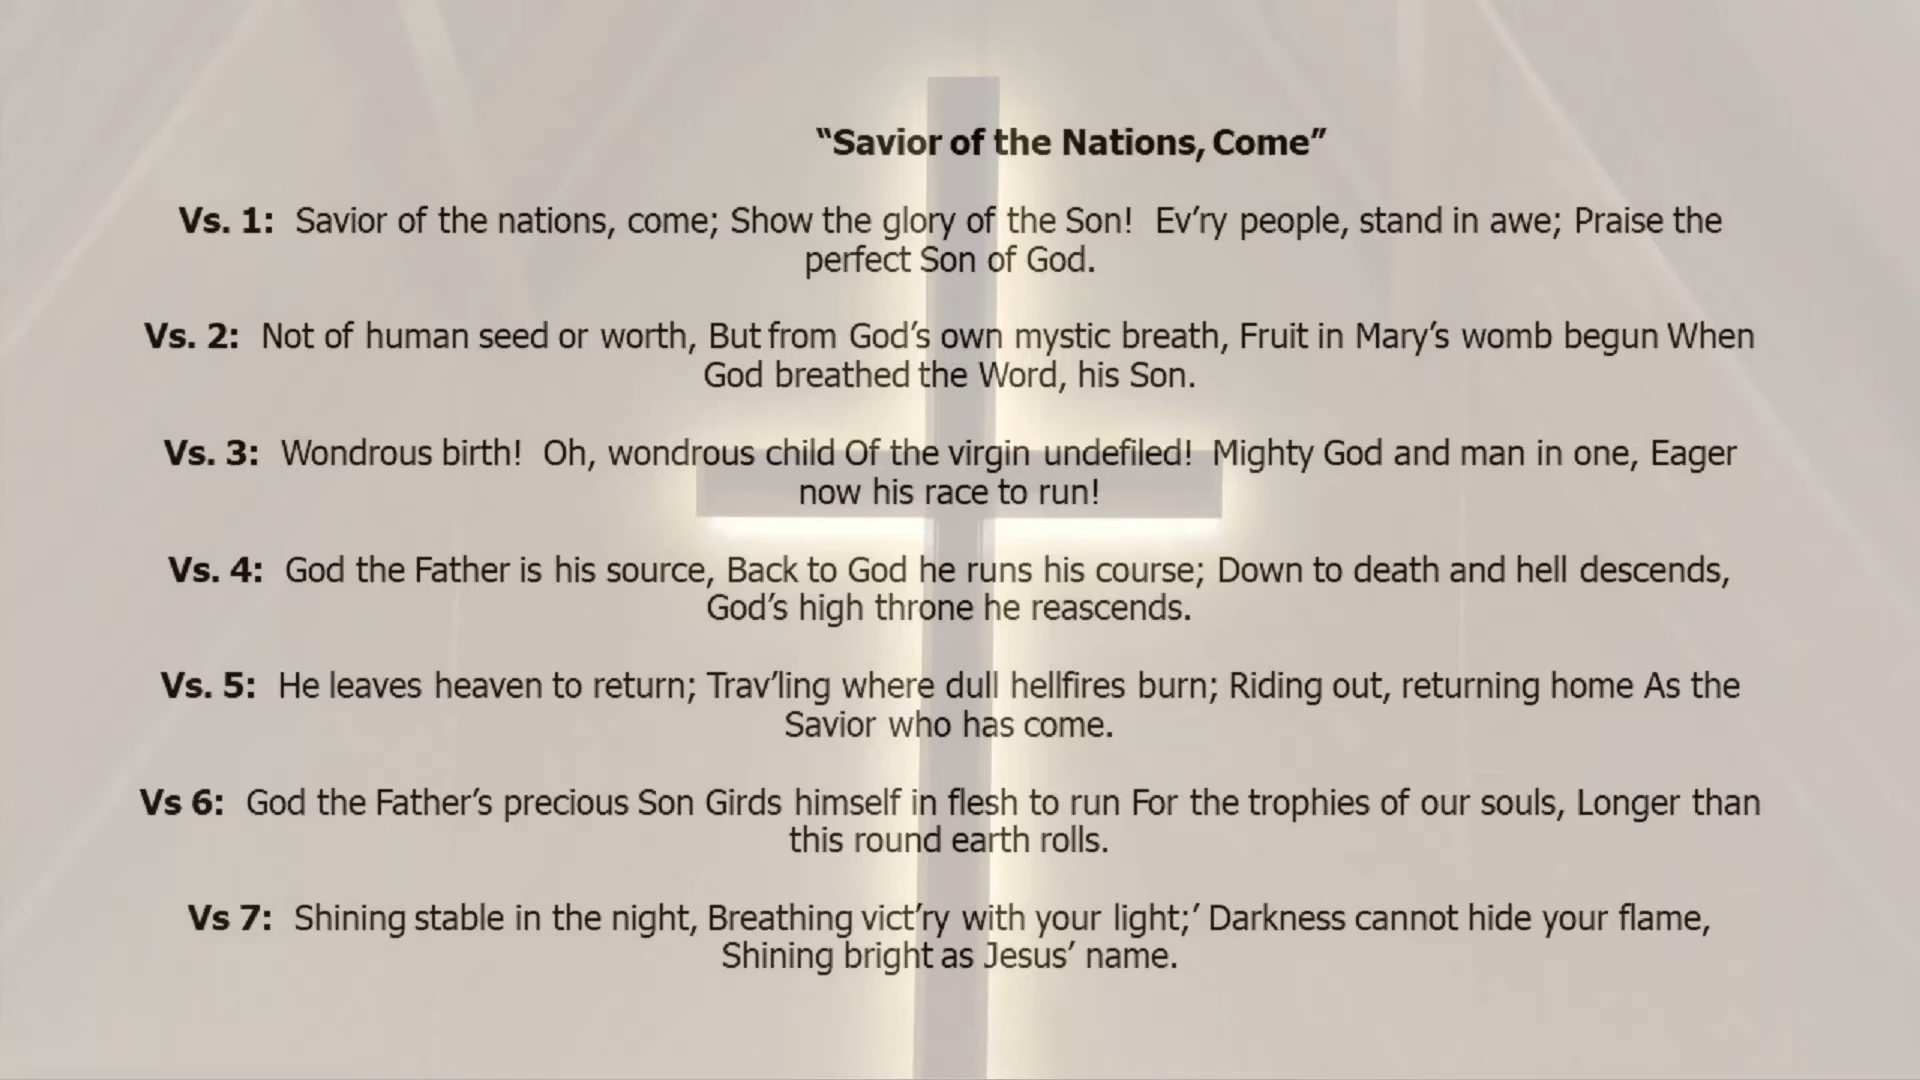 “Savior of the Nations, Come”
Vs. 1: Savior of the nations, come; Show the glory of the Son! Ev’ry people, stand in awe; Praise the
perfect Son of God.
Vs. 2: Not of human seed or worth, But from God’s own mystic breath, Fruit in Mary’s womb begun When
God breathed the Word, his Son.
Vs. 3: Wondrous birth! Oh, wondrous child Of the virgin undefiled! Mighty God and man in one, Eager
now his race to run!
Vs. 4: God the Father is his source, Back to God he runs his course; Down to death and hell descends,
God’s high throne he reascends.
Vs. 5: He leaves heaven to return; Trav’ling where dull hellfires burn; Riding out, returning home As the
Savior who has come.
Vs 6: God the Father’s precious Son Girds himself in flesh to run For the trophies of our souls, Longer than
this round earth rolls.
Vs 7: Shining stable in the night, Breathing vict’ry with your light;’ Darkness cannot hide your flame,
Shining bright as Jesus’ name.